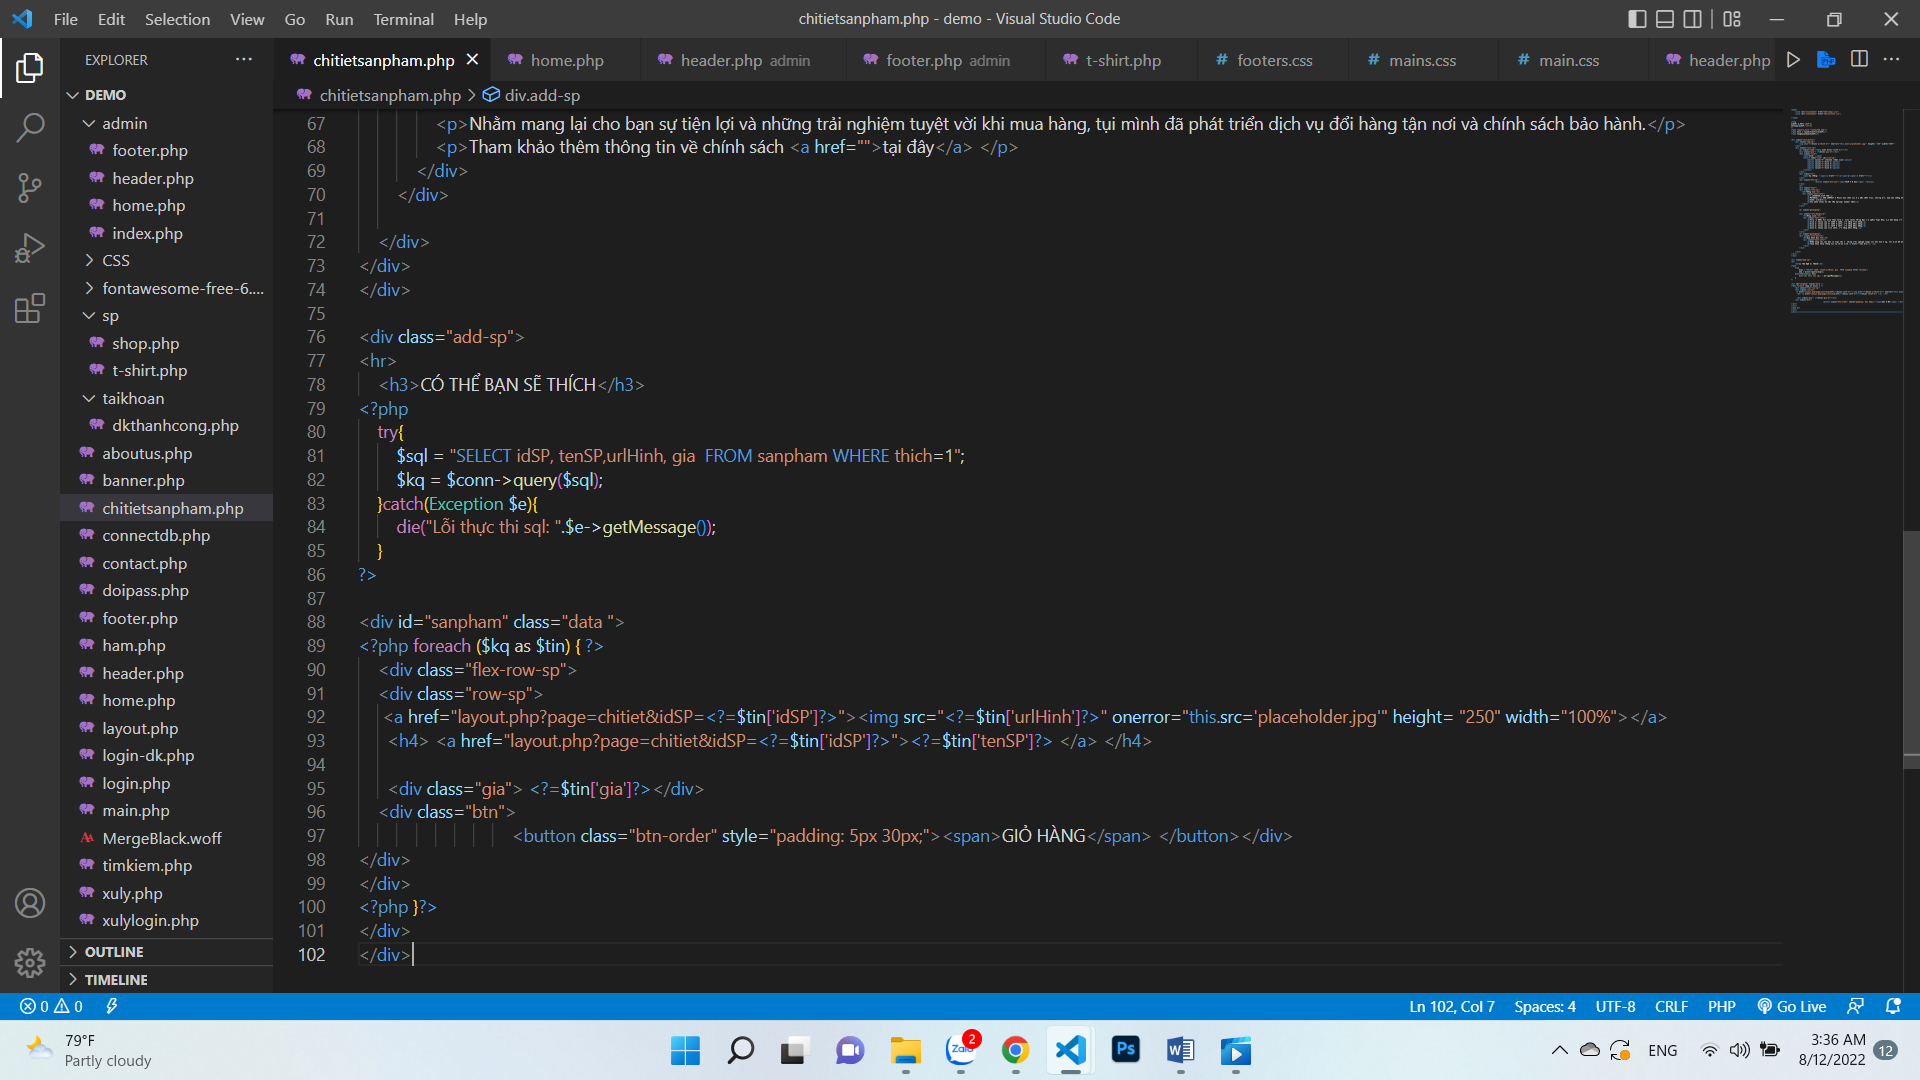 File Edit Selection View Go Run Terminal Help
chitietsanpham.php - demo - Visual Studio Code
EXPLORER
chitietsanpham.php
home.php
header.php admin
footer.php admin
t-shirt.php
footers.css
mains.css
main.css
header.php
chitietsanpham.php > div.add-sp
DEMO
admin
footer.php
header.php
home.php
index.php
CSS
fontawesome-free-6....
sp
shop.php
t-shirt.php
taikhoan
dkthanhcong.php
aboutus.php
banner.php
chitietsanpham.php
connectdb.php
contact.php
doipass.php
footer.php
ham.php
header.php
home.php
layout.php
login-dk.php
login.php
main.php
MergeBlack.woff
timkiem.php
xuly.php
xulylogin.php
OUTLINE
TIMELINE
67 <p>Nhằm mang lại cho bạn sự tiện lợi và những trải nghiệm tuyệt vời khi mua hàng, tụi mình đã phát triển dịch vụ đổi hàng tận nơi và chính sách bảo hành.</p>
68 <p>Tham khảo thêm thông tin về chính sách <a href="">tại đây</a> </p>
69 </div>
70 </div>
71
72 </div>
73 </div>
74 </div>
75
76 <div class="add-sp">
77 <hr>
78 <h3>CÓ THỂ BẠN SẼ THÍCH</h3>
79 <?php
80 try{
81 $sql = "SELECT idSP, tenSP,urlHinh, gia  FROM sanpham WHERE thich=1";
82 $kq = $conn->query($sql);
83 }catch(Exception $e){
84 die("Lỗi thực thi sql: ".$e->getMessage());
85 }
86 ?>
87
88 <div id="sanpham" class="data ">
89 <?php foreach ($kq as $tin) { ?>
90 <div class="flex-row-sp">
91 <div class="row-sp">
92 <a href="layout.php?page=chitiet&idSP=<?=$tin['idSP']?>"><img src="<?=$tin['urlHinh']?>" onerror="this.src='placeholder.jpg'" height= "250" width="100%"></a>
93 <h4> <a href="layout.php?page=chitiet&idSP=<?=$tin['idSP']?>"><?=$tin['tenSP']?> </a> </h4>
94
95 <div class="gia"> <?=$tin['gia']?></div>
96 <div class="btn">
97 <button class="btn-order" style="padding: 5px 30px;"><span>GIỎ HÀNG</span> </button></div>
98 </div>
99 </div>
100 <?php }?>
101 </div>
102 </div>
0 0
Ln 102, Col 7 Spaces: 4 UTF-8 CRLF PHP Go Live
79°F
Partly cloudy
Zalo
2
Ps
W
ENG
3:36 AM
8/12/2022
12